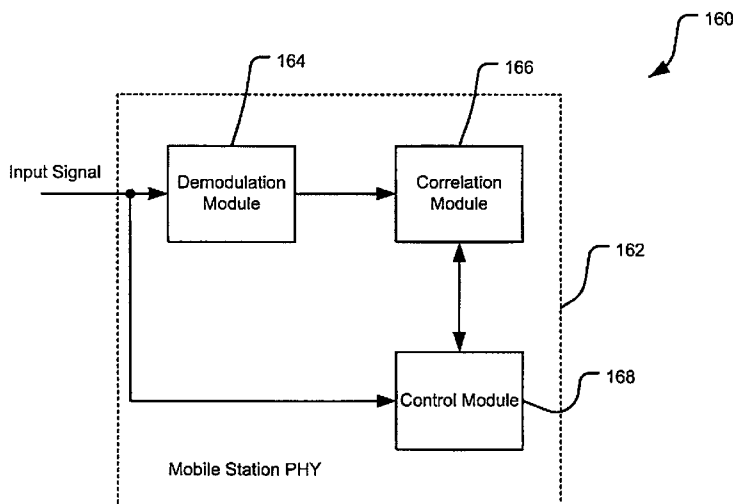 160
164
166
Input Signal
Demodulation
Module
Correlation
Module
162
Control Module
168
Mobile Station PHY